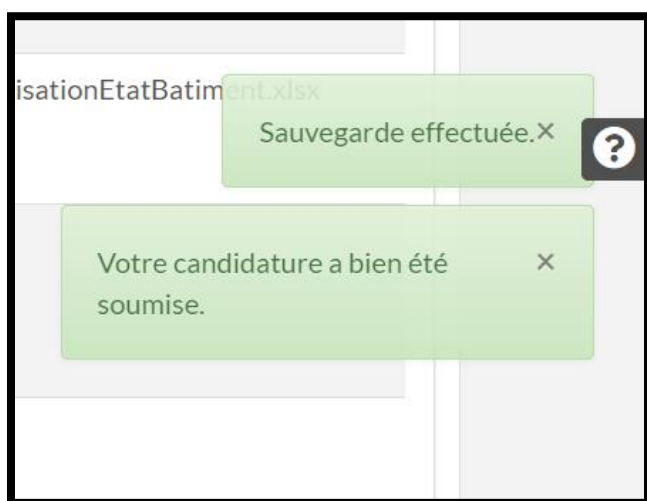 isationEtatBatiment.xlsx
Sauvegarde effectuée.×
?
Votre candidature a bien été ×
soumise.